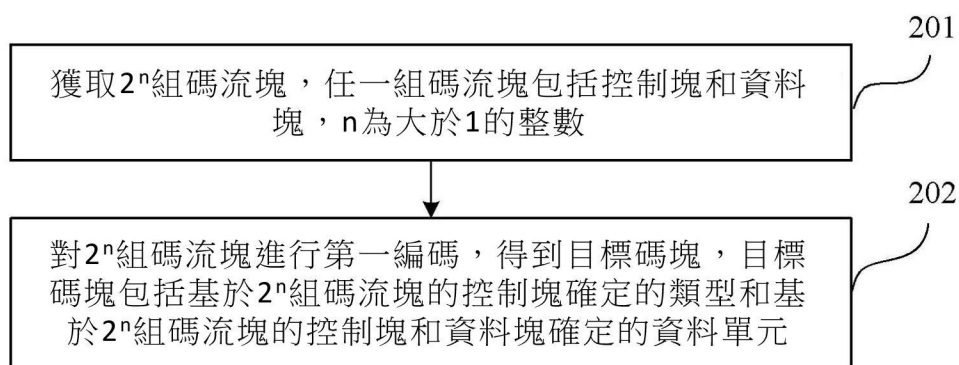 201
獲取2ⁿ組碼流塊，任一組碼流塊包括控制塊和資料
塊，n為大於1的整數
202
對2ⁿ組碼流塊進行第一編碼，得到目標碼塊，目標
碼塊包括基於2ⁿ組碼流塊的控制塊確定的類型和基
於2ⁿ組碼流塊的控制塊和資料塊確定的資料單元